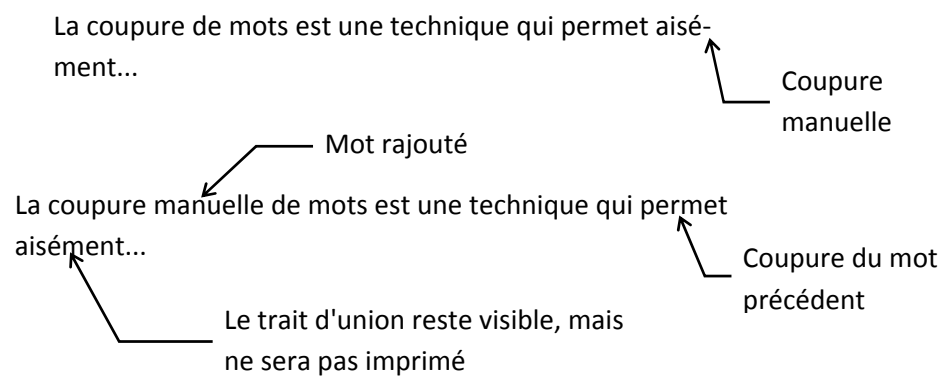 La coupure de mots est une technique qui permet aisé-
ment...
Coupure
manuelle
Mot rajouté
La coupure manuelle de mots est une technique qui permet
aisément...
Coupure du mot
précédent
Le trait d'union reste visible, mais
ne sera pas imprimé